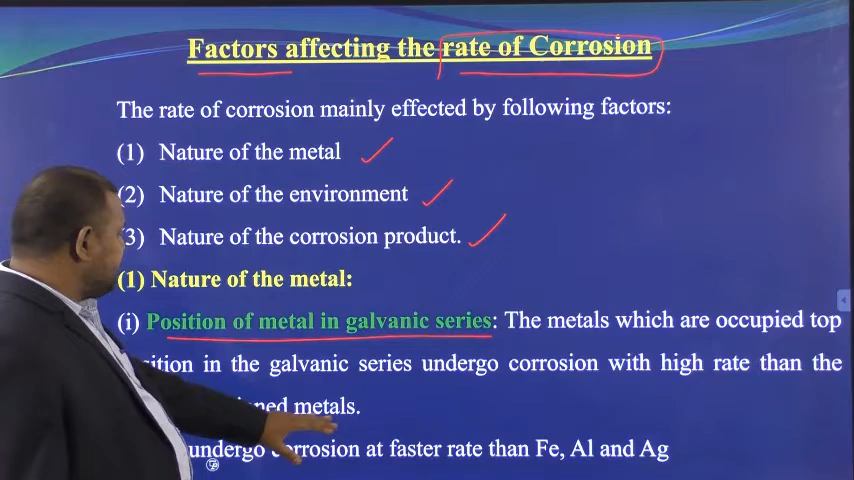 Factors affecting the rate of Corrosion
The rate of corrosion mainly effected by following factors:
(1) Nature of the metal
(2) Nature of the environment
3) Nature of the corrosion product.
(1) Nature of the metal:
(i) Position of metal in galvanic series: The metals which are occupied top
sition in the galvanic series undergo corrosion with high rate than the
metals.
undergo corrosion at faster rate than Fe, Al and Ag